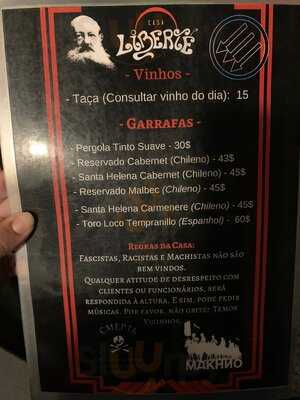 CASA
LIBERTÉ
- Vinhos -
- Taça (Consultar vinho do dia): 15
- GARRAFAS -
- Pergola Tinto Suave - 30$
- Reservado Cabernet (Chileno) - 43$
- Santa Helena Cabernet (Chileno) - 45$
- Reservado Malbec (Chileno) - 45$
- Santa Helena Carmenere (Chileno) - 45$
- Toro Loco Tempranillo (Espanhol) - 60$
REGRAS DA CASA:
FASCISTAS, RACISTAS E MACHISTAS NÃO SÃO
BEM VINDOS.
QUALQUER ATITUDE DE DESRESPEITO COM
CLIENTES OU FUNCIONÁRIOS, SERÁ
RESPONDIDA À ALTURA. E SIM, PODE PEDIR
MÚSICAS. POR FAVOR, NÃO GRITE! TEMOS
VIZINHOS.
СМЕРТЬ
МАХНО